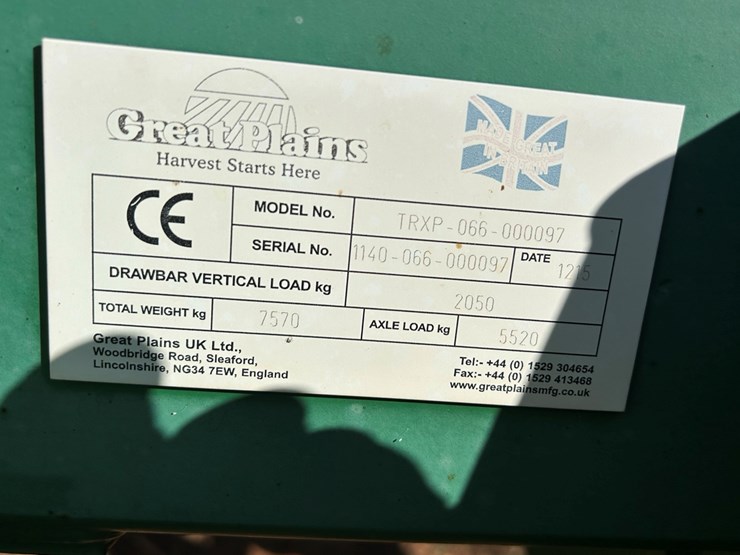 Great Plains
Harvest Starts Here
MADE GREAT
IN BRITAIN
CE
MODEL No. TRXP-066-000097
SERIAL No. 1140-066-000097 DATE 1215
DRAWBAR VERTICAL LOAD kg 2050
TOTAL WEIGHT kg 7570 AXLE LOAD kg 5520
Great Plains UK Ltd.,
Woodbridge Road, Sleaford,
Lincolnshire, NG34 7EW, England
Tel:- +44 (0) 1529 304654
Fax:- +44 (0) 1529 413468
www.greatplainsmfg.co.uk